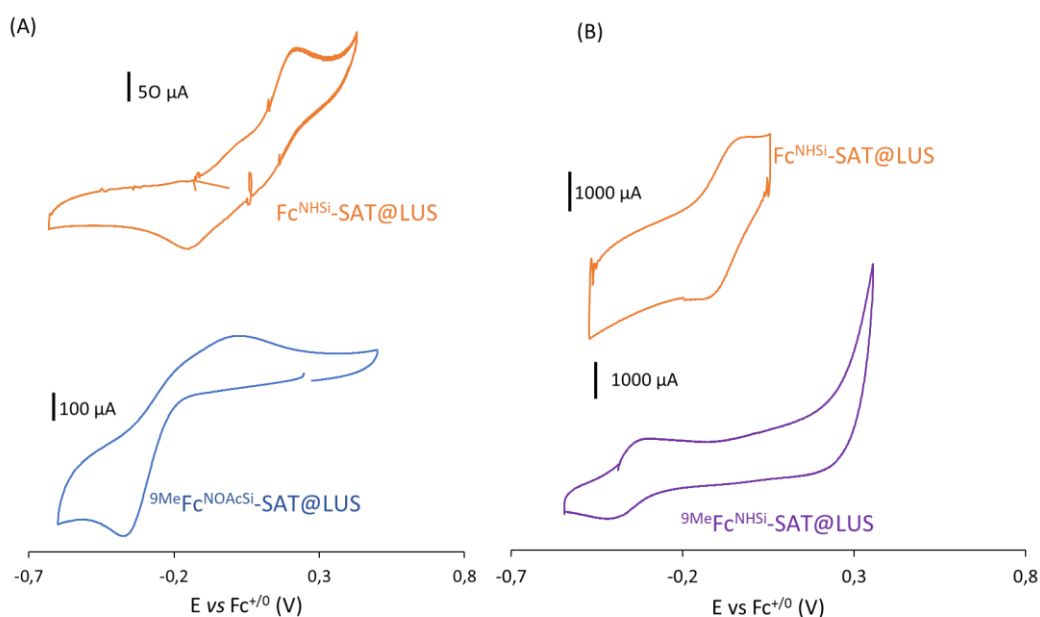 (A)
5O µA
Fc^NHSi-SAT@LUS
100 µA
9MeFc^NOAcSi-SAT@LUS
-0,7 -0,2 0,3 0,8
E vs Fc^+/0 (V)
(B)
Fc^NHSi-SAT@LUS
1000 µA
1000 µA
9MeFc^NHSi-SAT@LUS
-0,7 -0,2 0,3 0,8
E vs Fc^+/0 (V)